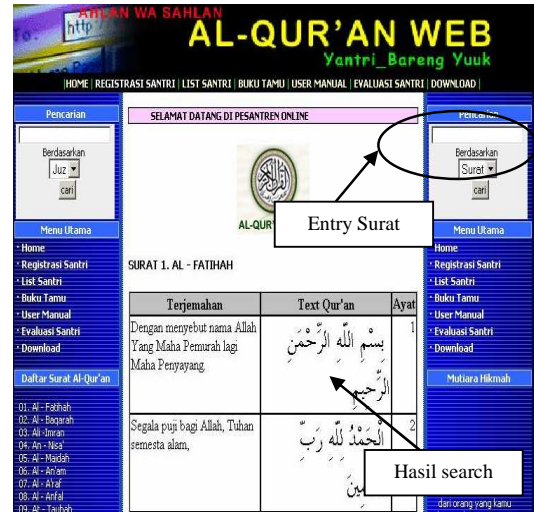 http
AHLAN WA SAHLAN
AL-QUR'AN WEB
Yantri_Bareng Yuuk
|HOME| REGISTRASI SANTRI | LIST SANTRI | BUKU TAMU | USER MANUAL | EVALUASI SANTRI | DOWNLOAD |
Pencarian
Berdasarkan
Juz
cari
Menu Utama
Home
Registrasi Santri
List Santri
Buku Tamu
User Manual
Evaluasi Santri
Download
Daftar Surat Al-Qur'an
01. Al - Fatihah
02. Al - Baqarah
03. Ali -Imran
04. An - Nisa'
05. Al - Maidah
06. Al - An'am
07. Al - A'raf
08. Al - Anfal
09. At - Taubah
SELAMAT DATANG DI PESANTREN ONLINE
AL-QUR
SURAT 1. AL - FATIHAH
Terjemahan Text Qur'an Ayat
Dengan menyebut nama Allah
Yang Maha Pemurah lagi
Maha Penyayang.
بِسْمِ اللَّهِ الرَّحْمَنِ
الرَّحِيمِ
1
Segala puji bagi Allah, Tuhan
semesta alam,
الْحَمْدُ لِلَّهِ رَبِّ
2
Entry Surat
Hasil search
Pencarian
Berdasarkan
Surat
cari
Menu Utama
Home
Registrasi Santri
List Santri
Buku Tamu
User Manual
Evaluasi Santri
Download
Mutiara Hikmah
dari orang yang kamu